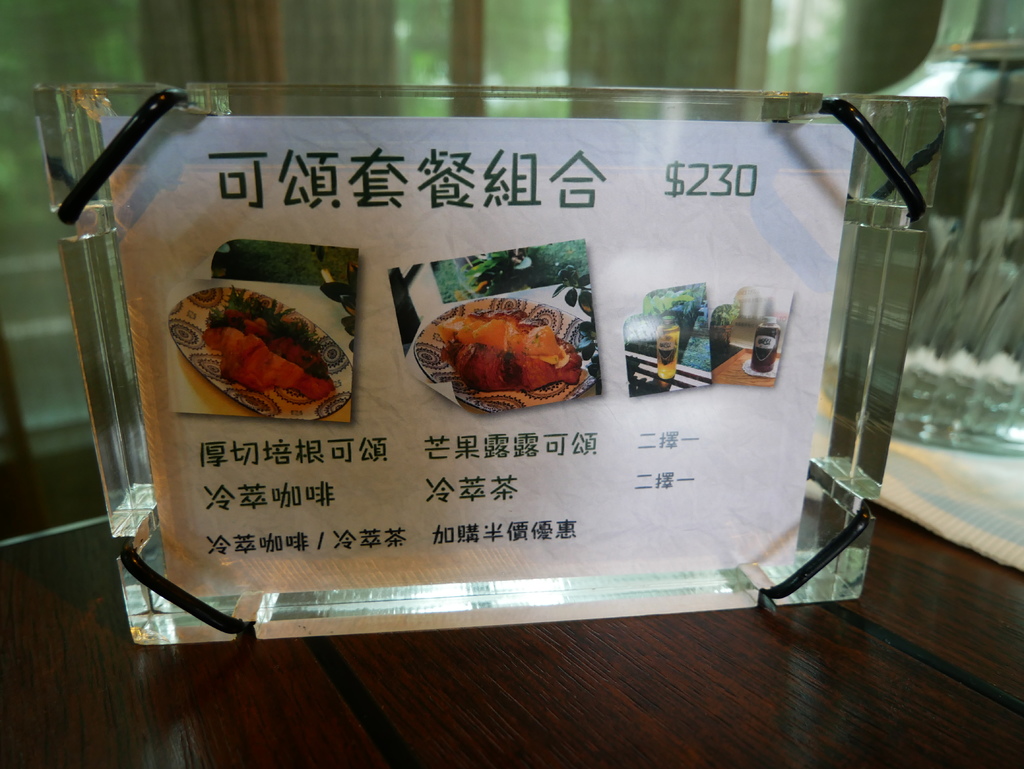 可頌套餐組合 $230
厚切培根可頌 芒果露露可頌 二擇一
冷萃咖啡 冷萃茶 二擇一
冷萃咖啡 / 冷萃茶 加購半價優惠